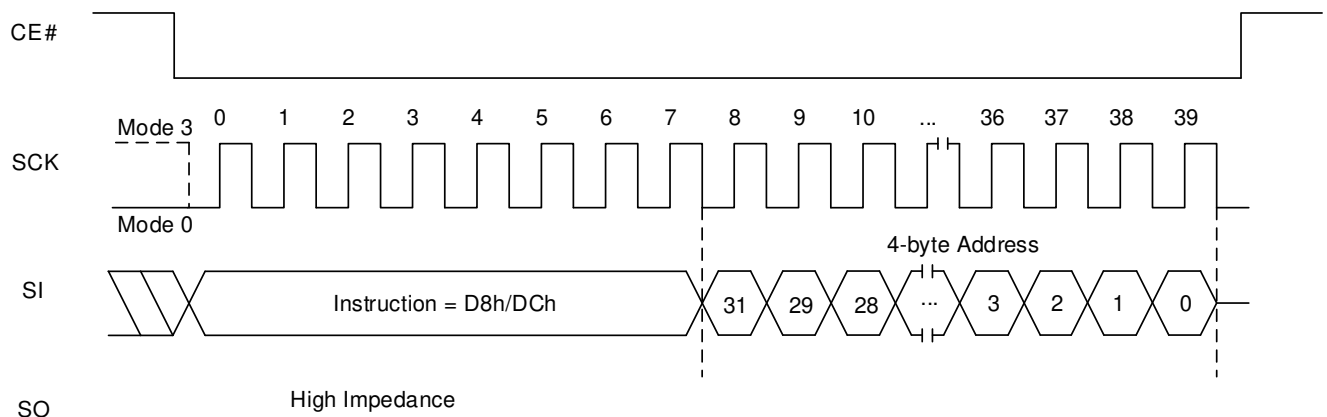 CE#
Mode 3
0 1 2 3 4 5 6 7 8 9 10 ... 36 37 38 39
SCK
Mode 0
4-byte Address
SI
Instruction = D8h/DCh
31 29 28 ... 3 2 1 0
SO
High Impedance